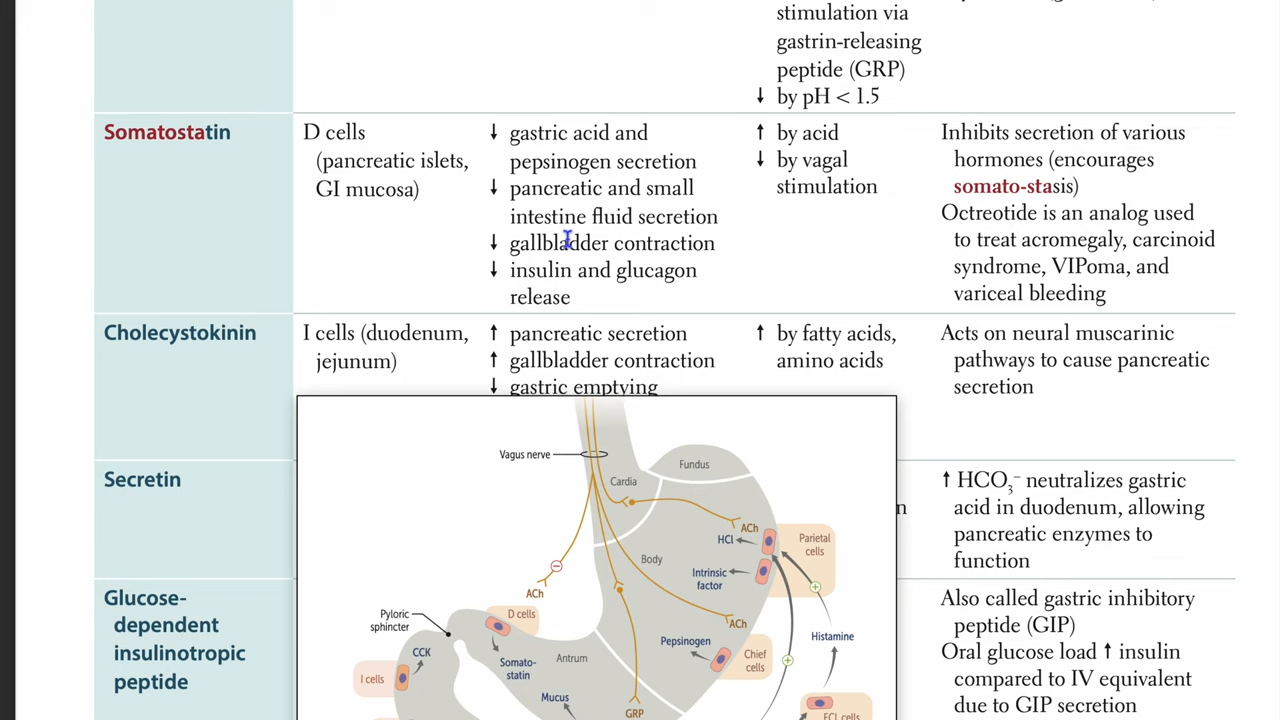 stimulation via
gastrin-releasing
peptide (GRP)
↓ by pH < 1.5
Somatostatin
D cells
(pancreatic islets,
GI mucosa)
↓ gastric acid and
pepsinogen secretion
↓ pancreatic and small
intestine fluid secretion
↓ gallbladder contraction
↓ insulin and glucagon
release
↑ by acid
↓ by vagal
stimulation
Inhibits secretion of various
hormones (encourages
somato-stasis)
Octreotide is an analog used
to treat acromegaly, carcinoid
syndrome, VIPoma, and
variceal bleeding
Cholecystokinin
I cells (duodenum,
jejunum)
↑ pancreatic secretion
↑ gallbladder contraction
↓ gastric emptying
↑ by fatty acids,
amino acids
Acts on neural muscarinic
pathways to cause pancreatic
secretion
Secretin
n
↑ HCO₃⁻ neutralizes gastric
acid in duodenum, allowing
pancreatic enzymes to
function
Glucose-
dependent
insulinotropic
peptide
Also called gastric inhibitory
peptide (GIP)
Oral glucose load ↑ insulin
compared to IV equivalent
due to GIP secretion
Vagus nerve
Fundus
Cardia
ACh
HCl
Parietal
cells
Body
Intrinsic
factor
ACh
Pyloric
sphincter
D cells
ACh
Histamine
CCK
Pepsinogen
Chief
cells
I cells
Somato-
statin
Antrum
Mucus
GRP
ECL cells